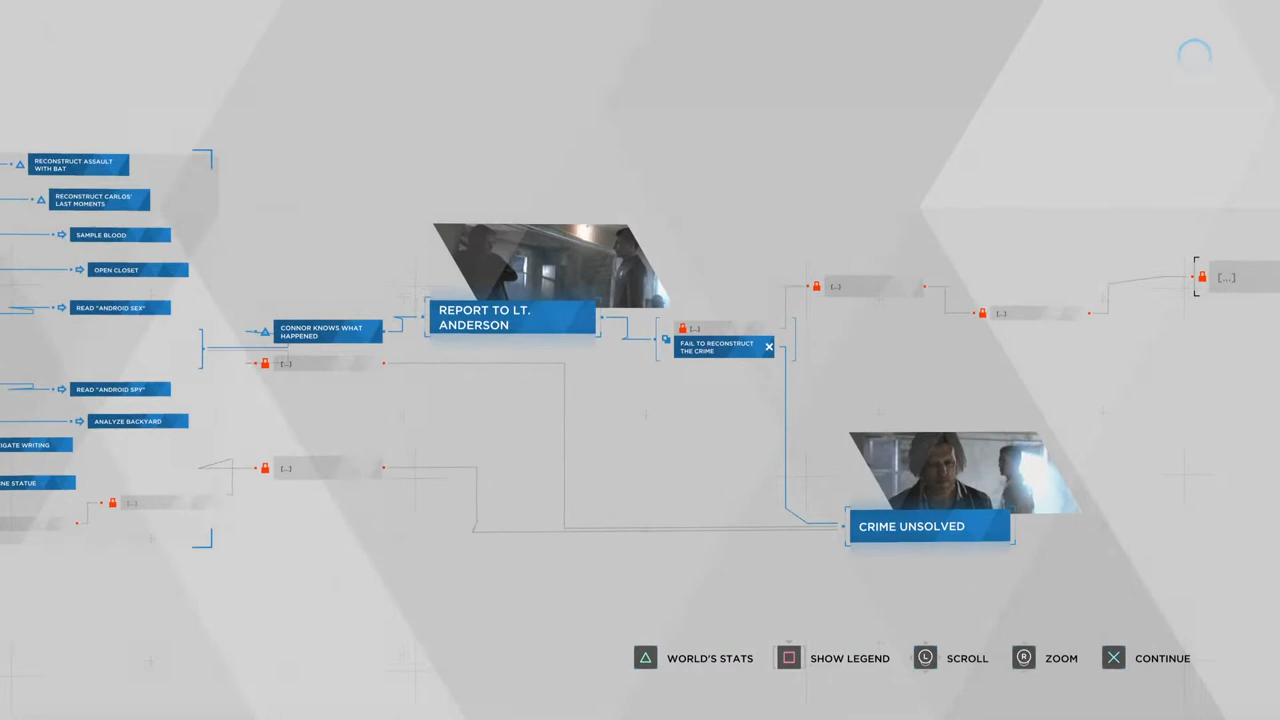 RECONSTRUCT ASSAULT
WITH BAT
RECONSTRUCT CARLOS'
LAST MOMENTS
SAMPLE BLOOD
OPEN CLOSET
READ "ANDROID SEX"
READ "ANDROID SPY"
ANALYZE BACKYARD
IGATE WRITING
NE STATUE
[...]
CONNOR KNOWS WHAT
HAPPENED
[...]
[...]
REPORT TO LT.
ANDERSON
[...]
FAIL TO RECONSTRUCT
THE CRIME
[...]
[...]
[...]
CRIME UNSOLVED
WORLD'S STATS
SHOW LEGEND
L
SCROLL
R
ZOOM
CONTINUE